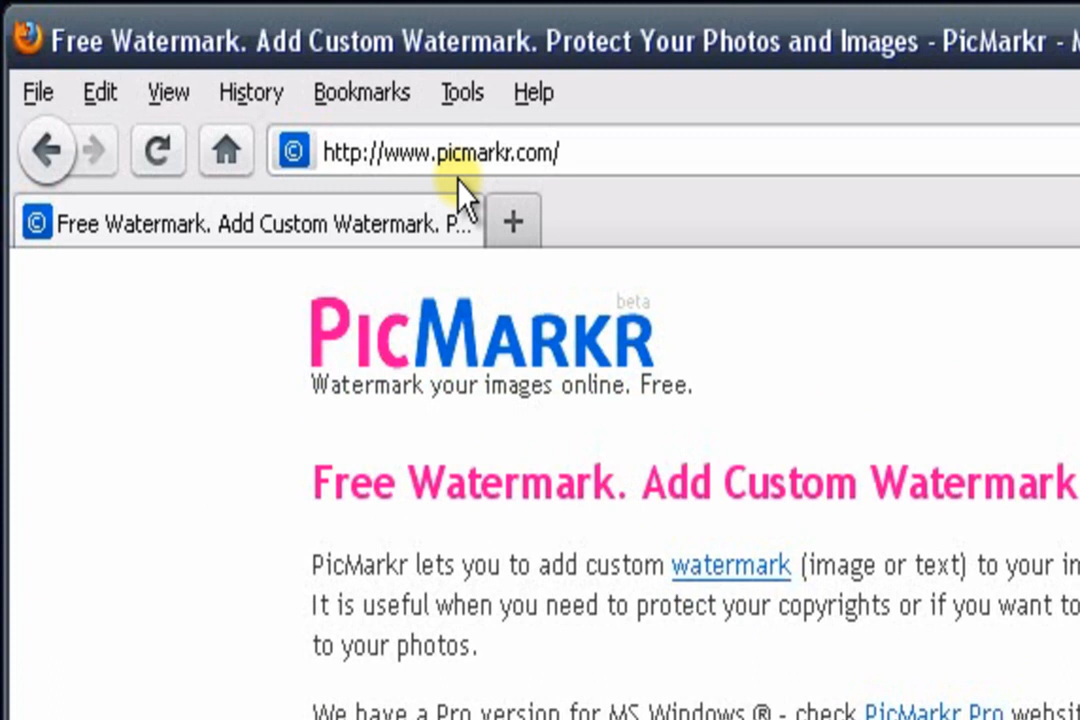 Free Watermark. Add Custom Watermark. Protect Your Photos and Images - PicMarkr -
File Edit View History Bookmarks Tools Help
© http://www.picmarkr.com/
© Free Watermark. Add Custom Watermark. P... +
beta
PICMARKR
Watermark your images online. Free.
Free Watermark. Add Custom Watermark
PicMarkr lets you to add custom watermark (image or text) to your
It is useful when you need to protect your copyrights or if you want to
to your photos.
We have a Pro version for MS Windows ® - check PicMarkr Pro